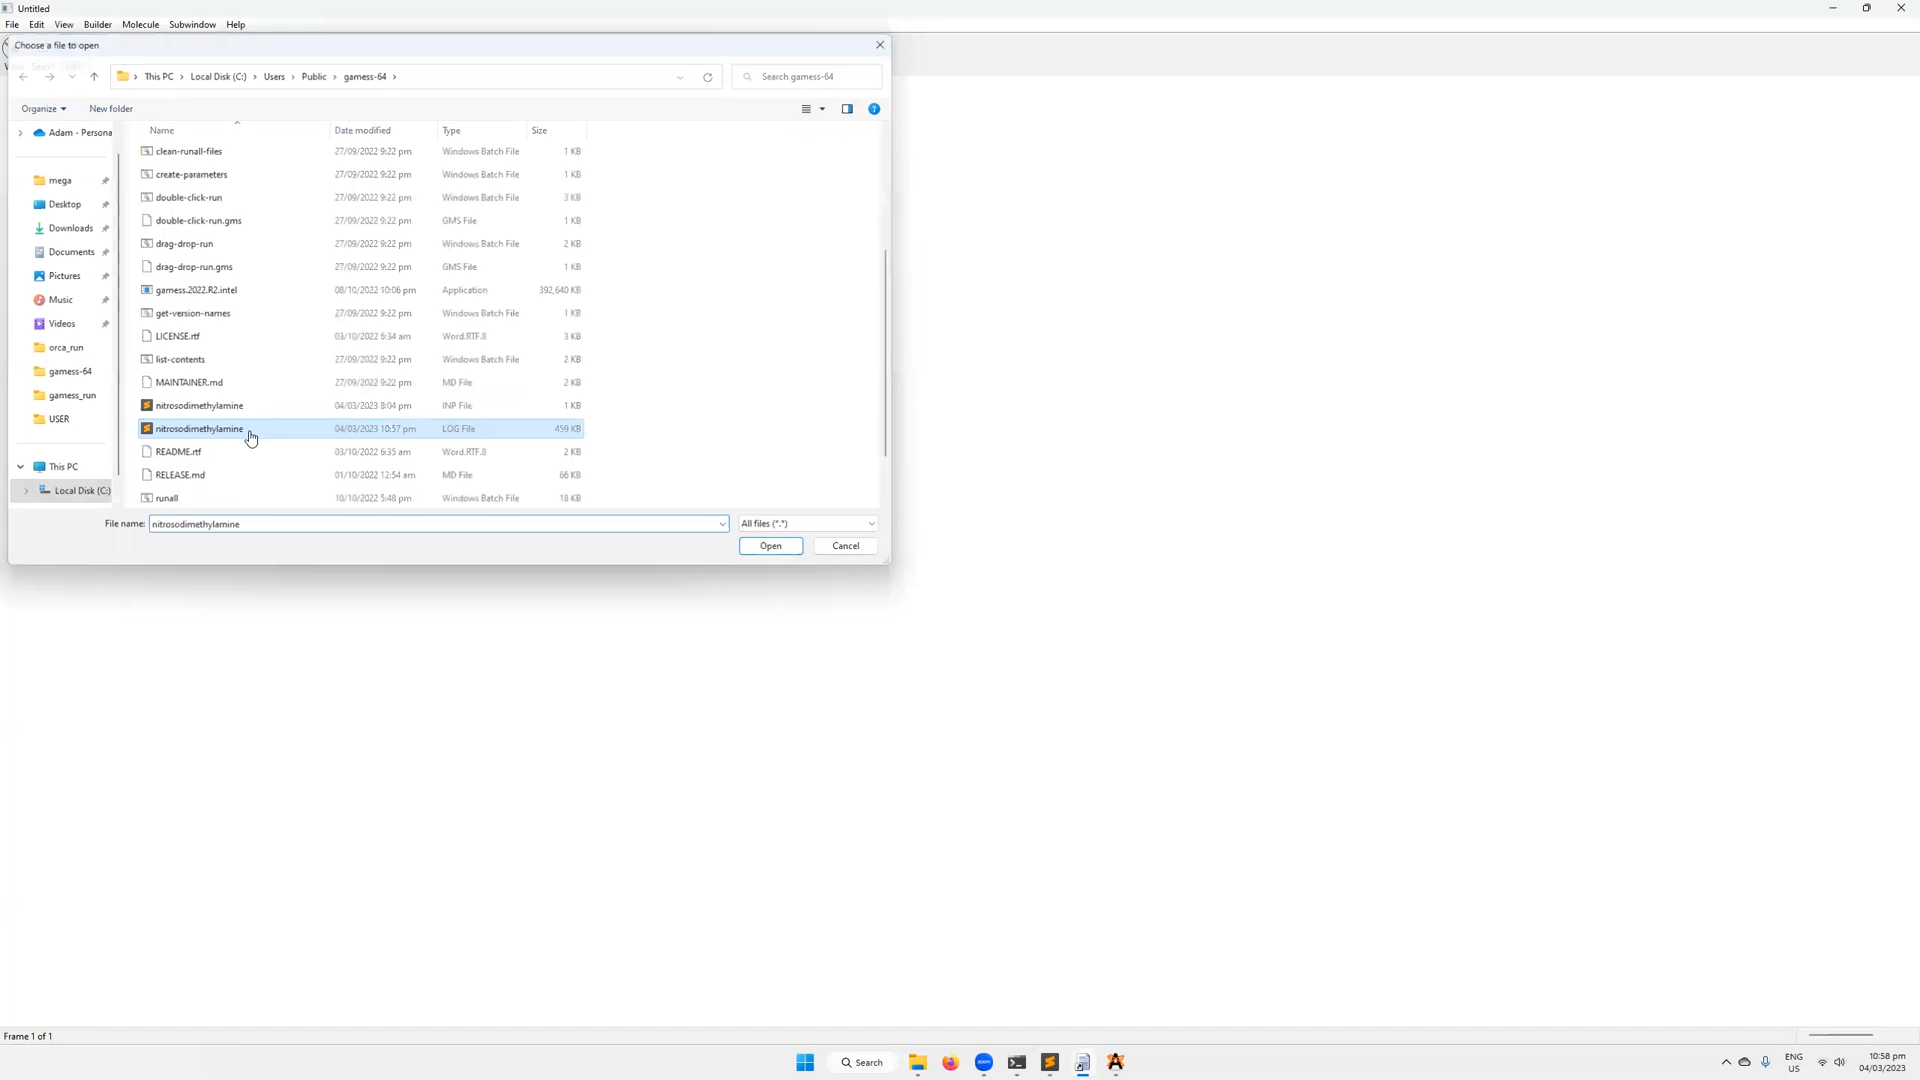 Untitled
File Edit View Builder Molecule Subwindow Help
Choose a file to open
This PC > Local Disk (C:) > Users > Public > gamess-64 >
Search gamess-64
Organize New folder
Name Date modified Type Size
Adam - Persona
mega
Desktop
Downloads
Documents
Pictures
Music
Videos
orca_run
gamess-64
gamess_run
USER
This PC
Local Disk (C:)
clean-runall-files 27/09/2022 9:22 pm Windows Batch File 1 KB
create-parameters 27/09/2022 9:22 pm Windows Batch File 1 KB
double-click-run 27/09/2022 9:22 pm Windows Batch File 3 KB
double-click-run.gms 27/09/2022 9:22 pm GMS File 1 KB
drag-drop-run 27/09/2022 9:22 pm Windows Batch File 2 KB
drag-drop-run.gms 27/09/2022 9:22 pm GMS File 1 KB
gamess.2022.R2.intel 08/10/2022 10:06 pm Application 392,640 KB
get-version-names 27/09/2022 9:22 pm Windows Batch File 1 KB
LICENSE.rtf 03/10/2022 6:34 am Word.RTF.8 3 KB
list-contents 27/09/2022 9:22 pm Windows Batch File 2 KB
MAINTAINER.md 27/09/2022 9:22 pm MD File 2 KB
nitrosodimethylamine 04/03/2023 8:04 pm INP File 1 KB
nitrosodimethylamine 04/03/2023 10:57 pm LOG File 459 KB
README.rtf 03/10/2022 6:35 am Word.RTF.8 2 KB
RELEASE.md 01/10/2022 12:54 am MD File 66 KB
runall 10/10/2022 5:48 pm Windows Batch File 18 KB
File name: nitrosodimethylamine All files (*.*)
Open Cancel
Frame 1 of 1
Search
zoom
ENG
US
10:58 pm
04/03/2023